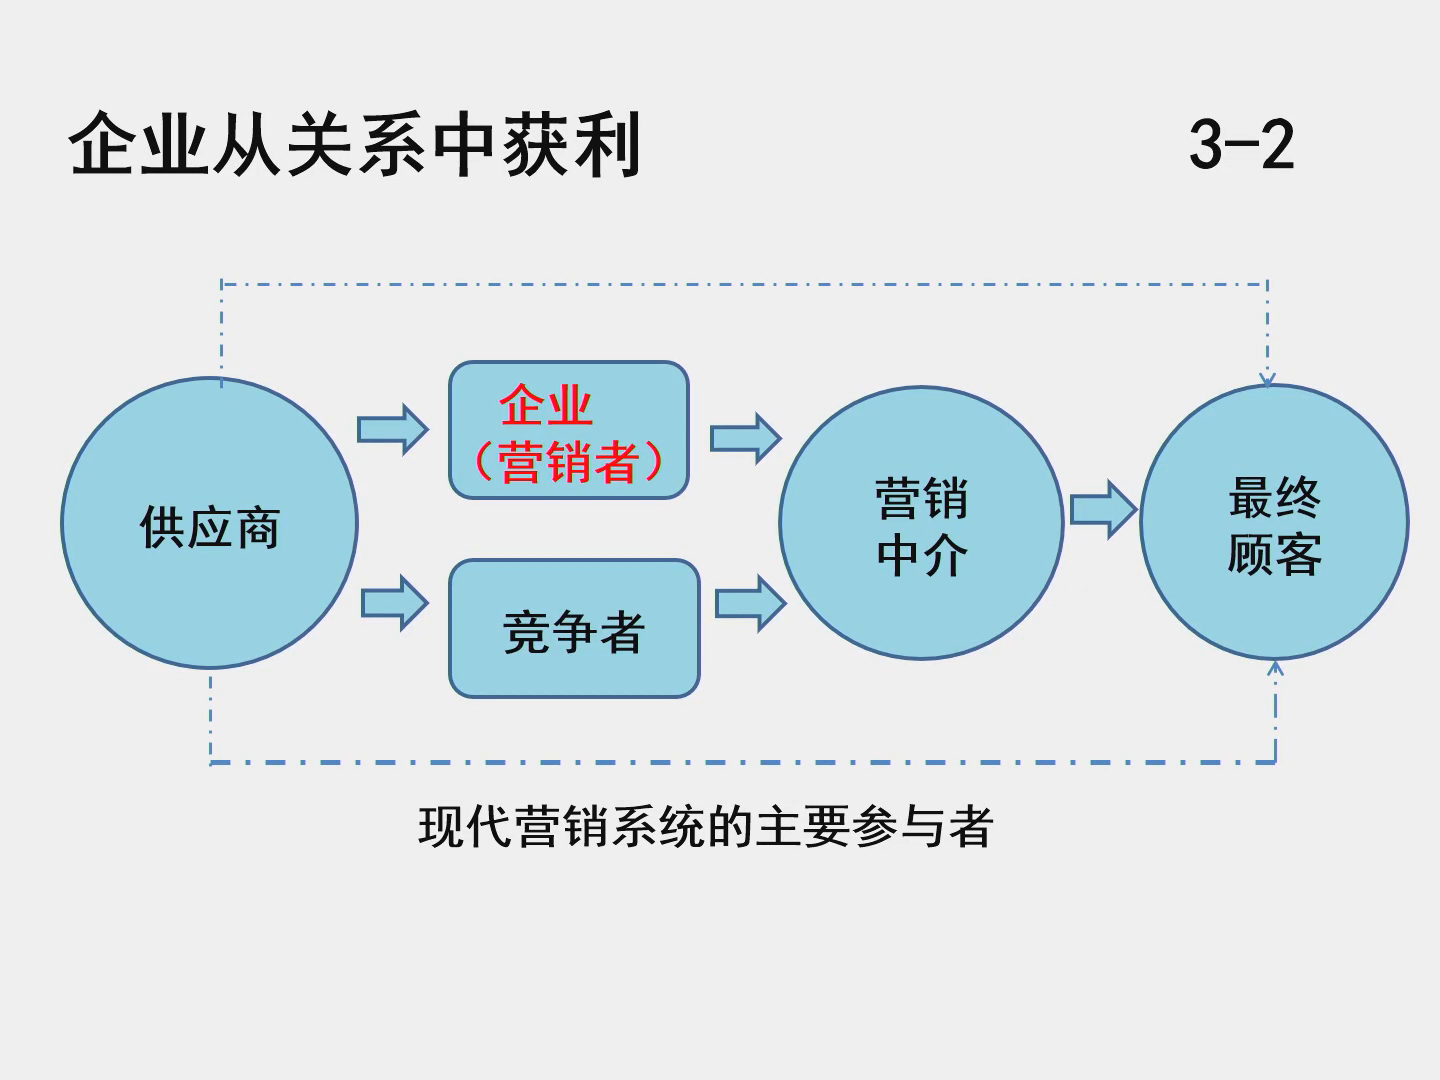 企业从关系中获利
3-2
企业
（营销者）
供应商
竞争者
营销
中介
最终
顾客
现代营销系统的主要参与者